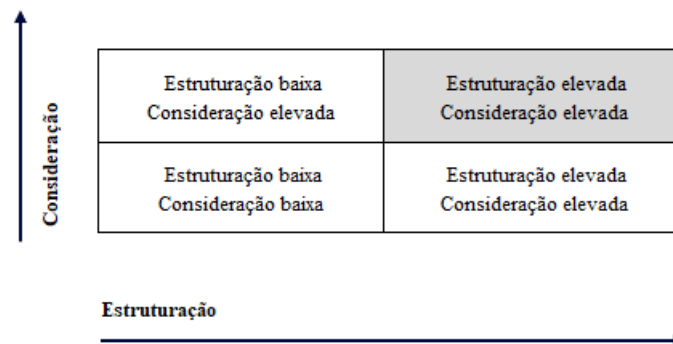 Estruturação baixa
Consideração elevada
Estruturação elevada
Consideração elevada
Consideração
Estruturação baixa
Consideração baixa
Estruturação elevada
Consideração elevada
Estruturação